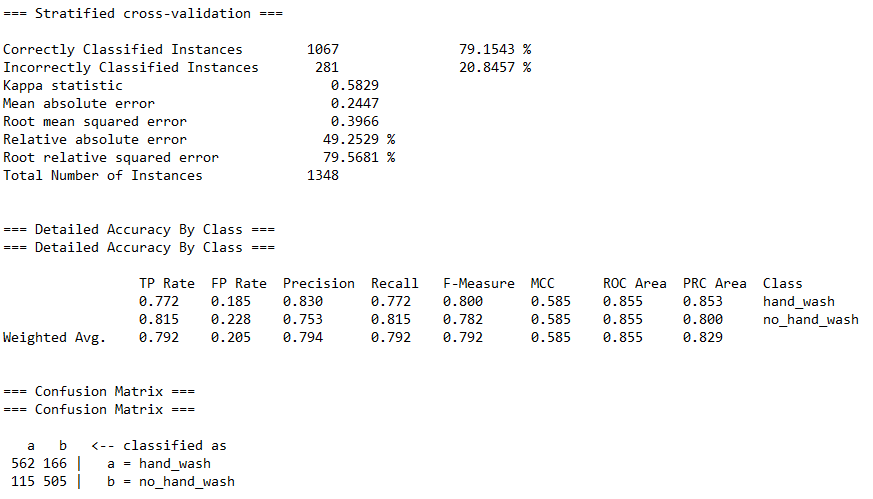 === Stratified cross-validation ===
Correctly Classified Instances 1067 79.1543 %
Incorrectly Classified Instances 281 20.8457 %
Kappa statistic 0.5829
Mean absolute error 0.2447
Root mean squared error 0.3966
Relative absolute error 49.2529 %
Root relative squared error 79.5681 %
Total Number of Instances 1348
=== Detailed Accuracy By Class ===
=== Detailed Accuracy By Class ===
TP Rate FP Rate Precision Recall F-Measure MCC ROC Area PRC Area Class
0.772 0.185 0.830 0.772 0.800 0.585 0.855 0.853 hand_wash
0.815 0.228 0.753 0.815 0.782 0.585 0.855 0.800 no_hand_wash
Weighted Avg. 0.792 0.205 0.794 0.792 0.792 0.585 0.855 0.829
=== Confusion Matrix ===
=== Confusion Matrix ===
a b <-- classified as
562 166 | a = hand_wash
115 505 | b = no_hand_wash